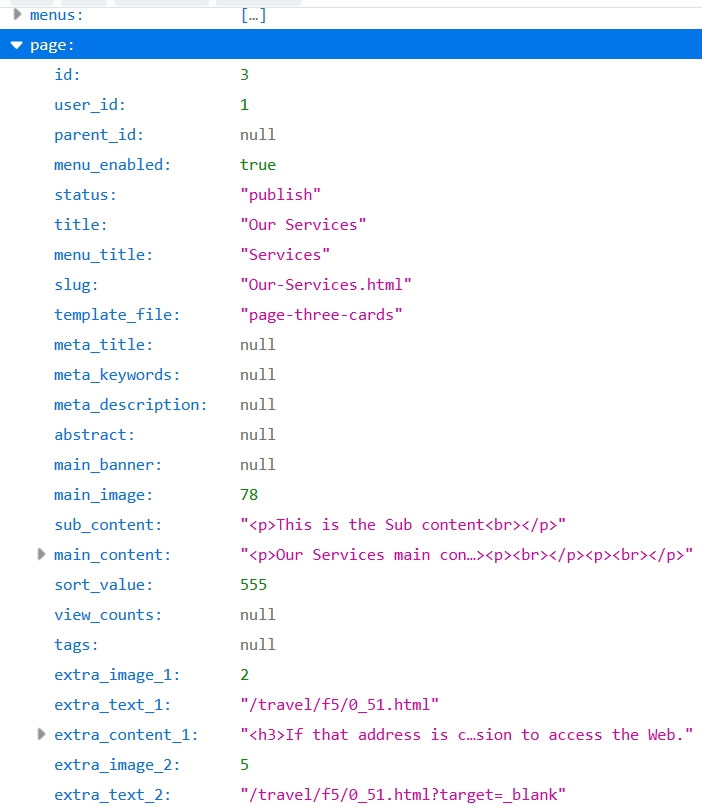 menus: […]
page:
id: 3
user_id: 1
parent_id: null
menu_enabled: true
status: "publish"
title: "Our Services"
menu_title: "Services"
slug: "Our-Services.html"
template_file: "page-three-cards"
meta_title: null
meta_keywords: null
meta_description: null
abstract: null
main_banner: null
main_image: 78
sub_content: "<p>This is the Sub content<br></p>"
main_content: "<p>Our Services main con…><p><br></p><p><br></p>"
sort_value: 555
view_counts: null
tags: null
extra_image_1: 2
extra_text_1: "/travel/f5/0_51.html"
extra_content_1: "<h3>If that address is c…sion to access the Web."
extra_image_2: 5
extra_text_2: "/travel/f5/0_51.html?target=_blank"